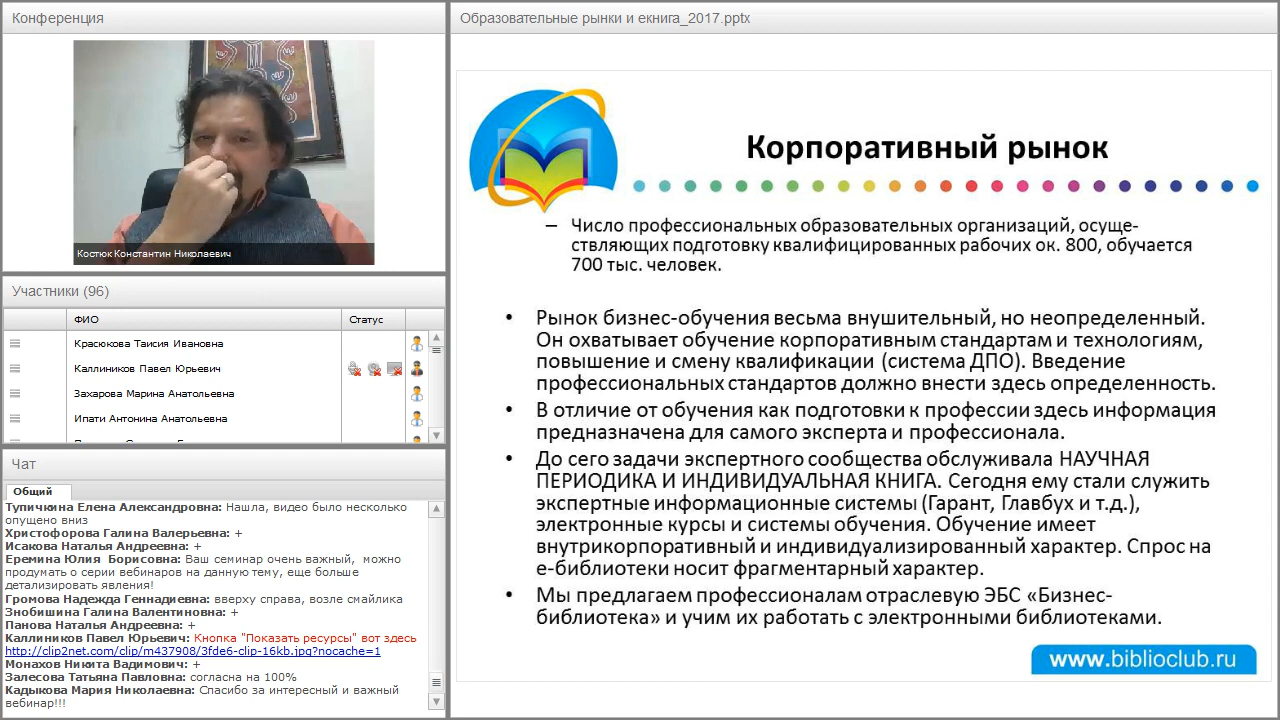 Конференция
Костюк Константин Николаевич
Участники (96)
ФИО
Статус
Красюкова Таисия Ивановна
Каллиников Павел Юрьевич
Захарова Марина Анатольевна
Ипати Антонина Анатольевна
Чат
Общий
Тупичкина Елена Александровна: Нашла, видео было несколько
опущено вниз
Христофорова Галина Валерьевна: +
Исакова Наталья Андреевна: +
Еремина Юлия Борисовна: Ваш семинар очень важный, можно
продумать о серии вебинаров на данную тему, еще больше
детализировать явления!
Громова Надежда Геннадиевна: вверху справа, возле смайлика
Знобишина Галина Валентиновна: +
Панова Наталья Андреевна: +
Каллиников Павел Юрьевич: Кнопка "Показать ресурсы" вот здесь
http://clip2net.com/clip/m437908/3fde6-clip-16kb.jpg?nocache=1
Монахов Никита Вадимович: +
Залесова Татьяна Павловна: согласна на 100%
Кадыкова Мария Николаевна: Спасибо за интересный и важный
вебинар!!!
Образовательные рынки и екнига_2017.pptx
Корпоративный рынок
– Число профессиональных образовательных организаций, осуще-
ствляющих подготовку квалифицированных рабочих ок. 800, обучается
700 тыс. человек.
• Рынок бизнес-обучения весьма внушительный, но неопределенный.
Он охватывает обучение корпоративным стандартам и технологиям,
повышение и смену квалификации (система ДПО). Введение
профессиональных стандартов должно внести здесь определенность.
• В отличие от обучения как подготовки к профессии здесь информация
предназначена для самого эксперта и профессионала.
• До сего задачи экспертного сообщества обслуживала НАУЧНАЯ
ПЕРИОДИКА И ИНДИВИДУАЛЬНАЯ КНИГА. Сегодня ему стали служить
экспертные информационные системы (Гарант, Главбух и т.д.),
электронные курсы и системы обучения. Обучение имеет
внутрикорпоративный и индивидуализированный характер. Спрос на
е-библиотеки носит фрагментарный характер.
• Мы предлагаем профессионалам отраслевую ЭБС «Бизнес-
библиотека» и учим их работать с электронными библиотеками.
www.biblioclub.ru